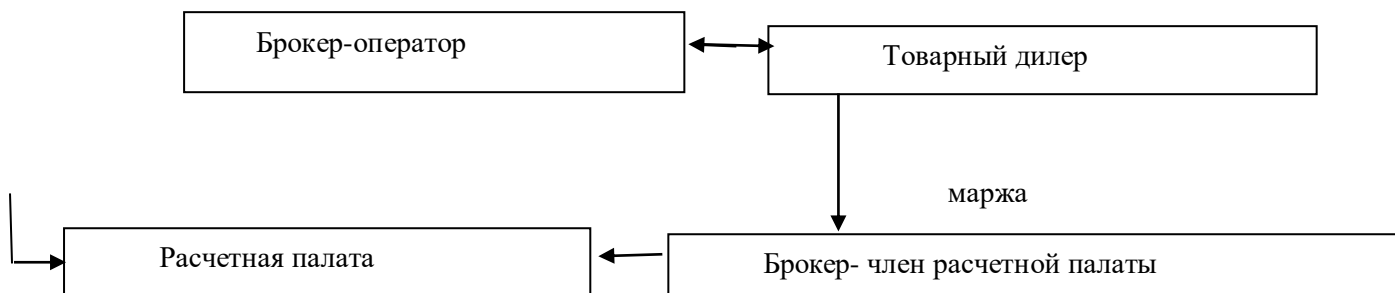 Брокер-оператор
Товарный дилер
маржа
Расчетная палата
Брокер- член расчетной палаты